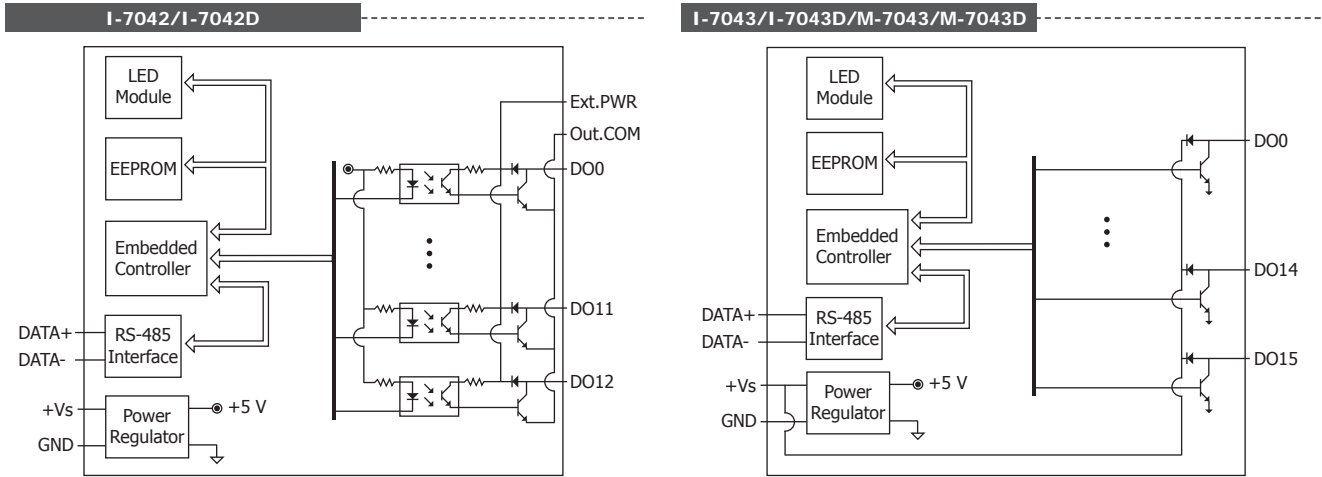 I-7042/I-7042D
LED
Module
EEPROM
Embedded
Controller
RS-485
Interface
Power
Regulator
DATA+
DATA-
+Vs
GND
+5 V
Ext.PWR
Out.COM
DO0
DO11
DO12
I-7043/I-7043D/M-7043/M-7043D
LED
Module
EEPROM
Embedded
Controller
RS-485
Interface
Power
Regulator
DATA+
DATA-
+Vs
GND
+5 V
DO0
DO14
DO15